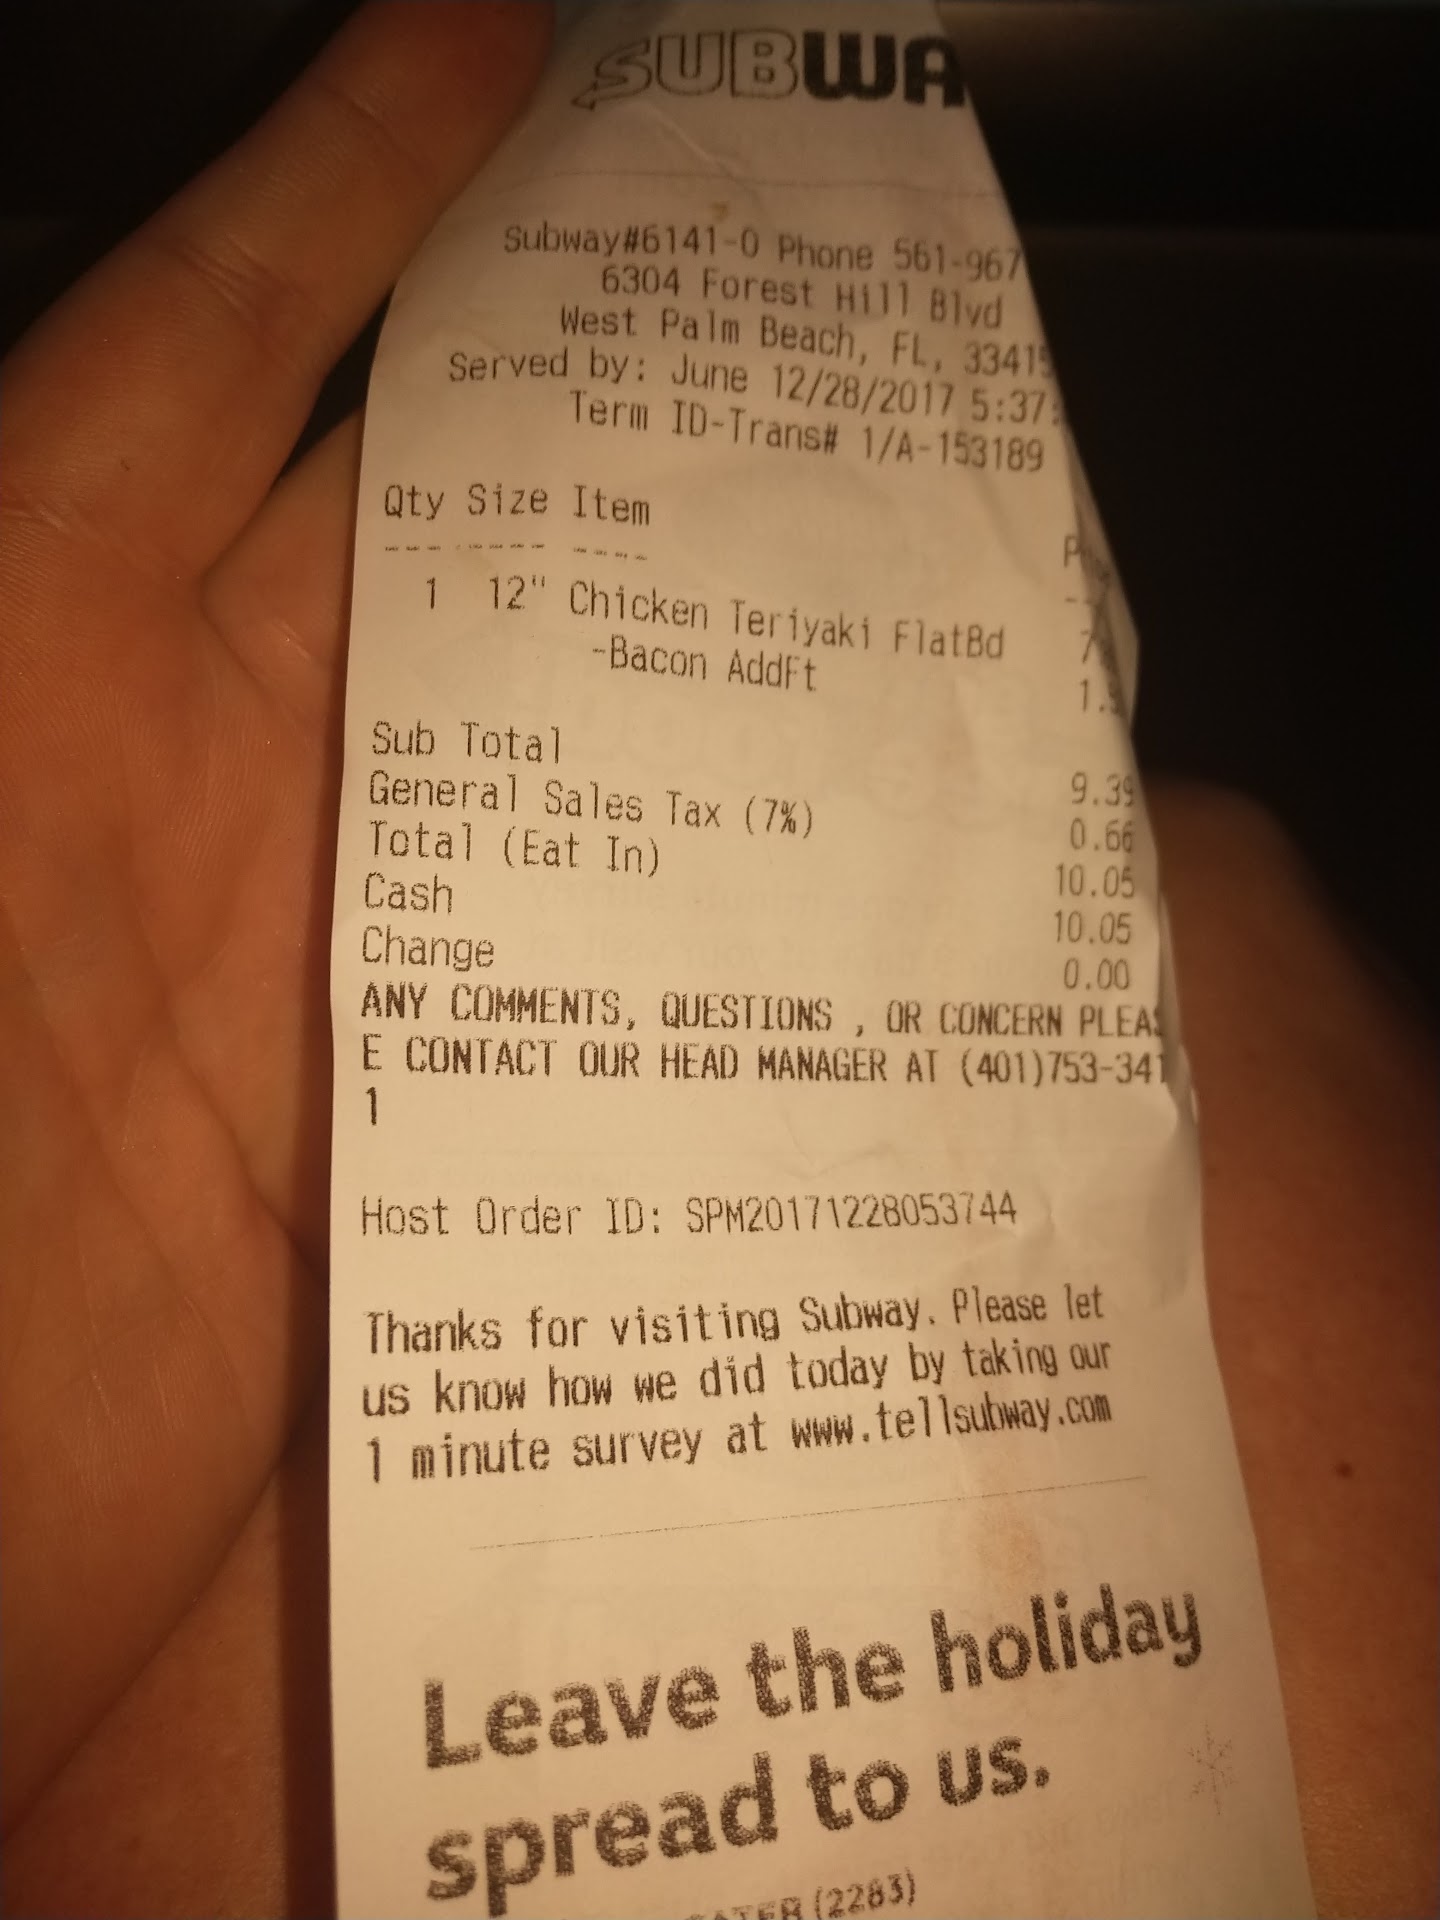 SUBWA
Subway#6141-0 Phone 561-967
6304 Forest Hill Blvd
West Palm Beach, FL, 33415
Served by: June 12/28/2017 5:37:
Term ID-Trans# 1/A-153189
Qty Size Item
---- ----- ----
1 12" Chicken Teriyaki FlatBd
-Bacon AddFt
Sub Total 9.39
General Sales Tax (7%) 0.66
Total (Eat In) 10.05
Cash 10.05
Change 0.00
ANY COMMENTS, QUESTIONS , OR CONCERN PLEAS
E CONTACT OUR HEAD MANAGER AT (401)753-341
1
Host Order ID: SPM20171228053744
Thanks for visiting Subway. Please let
us know how we did today by taking our
1 minute survey at www.tellsubway.com
Leave the holiday
spread to us.
(2283)